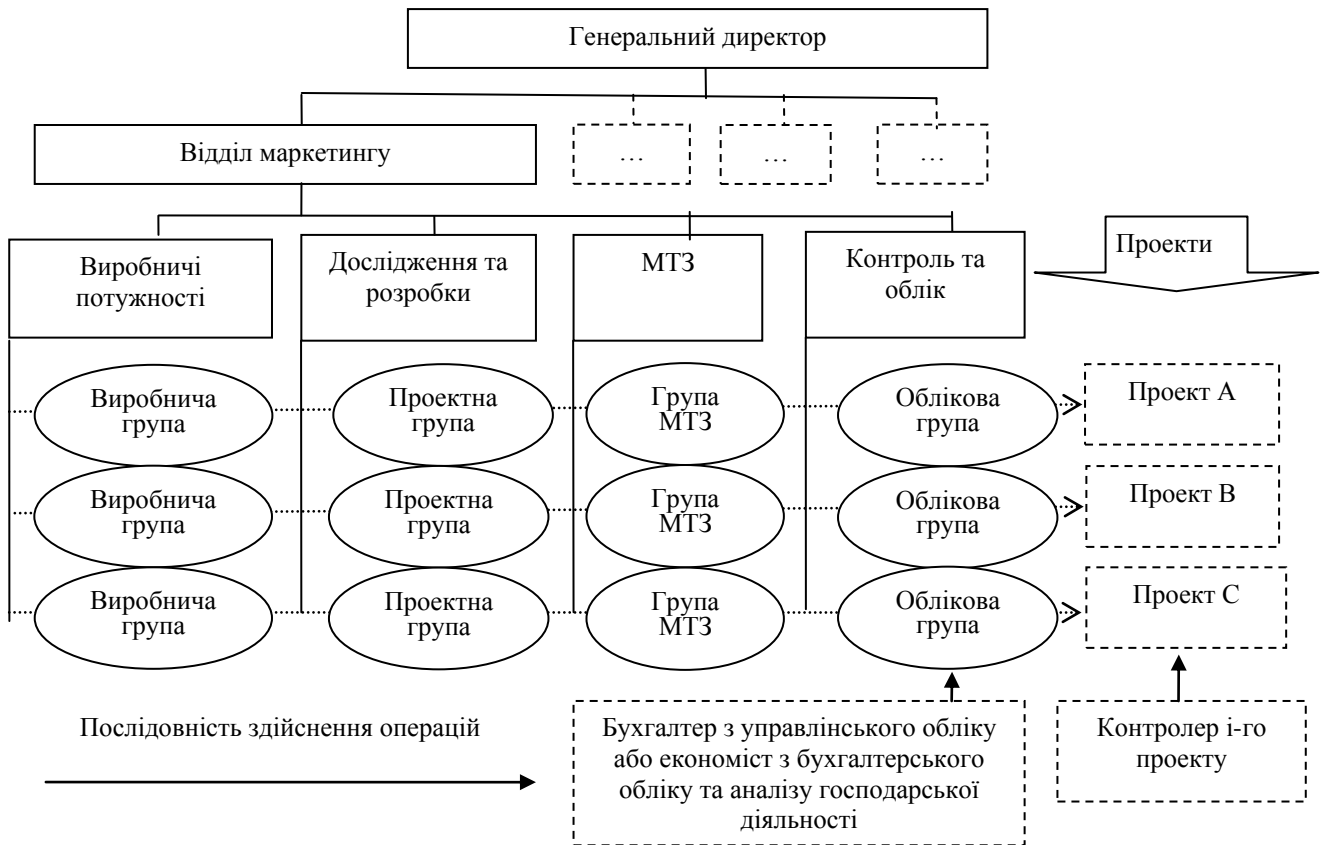 Генеральний директор
Відділ маркетингу
…
…
…
Виробничі
потужності
Дослідження та
розробки
МТЗ
Контроль та
облік
Проекти
Виробнича
група
Проектна
група
Група
МТЗ
Облікова
група
Проект А
Виробнича
група
Проектна
група
Група
МТЗ
Облікова
група
Проект В
Виробнича
група
Проектна
група
Група
МТЗ
Облікова
група
Проект С
Послідовність здійснення операцій
Бухгалтер з управлінського обліку
або економіст з бухгалтерського
обліку та аналізу господарської
діяльності
Контролер і-го
проекту